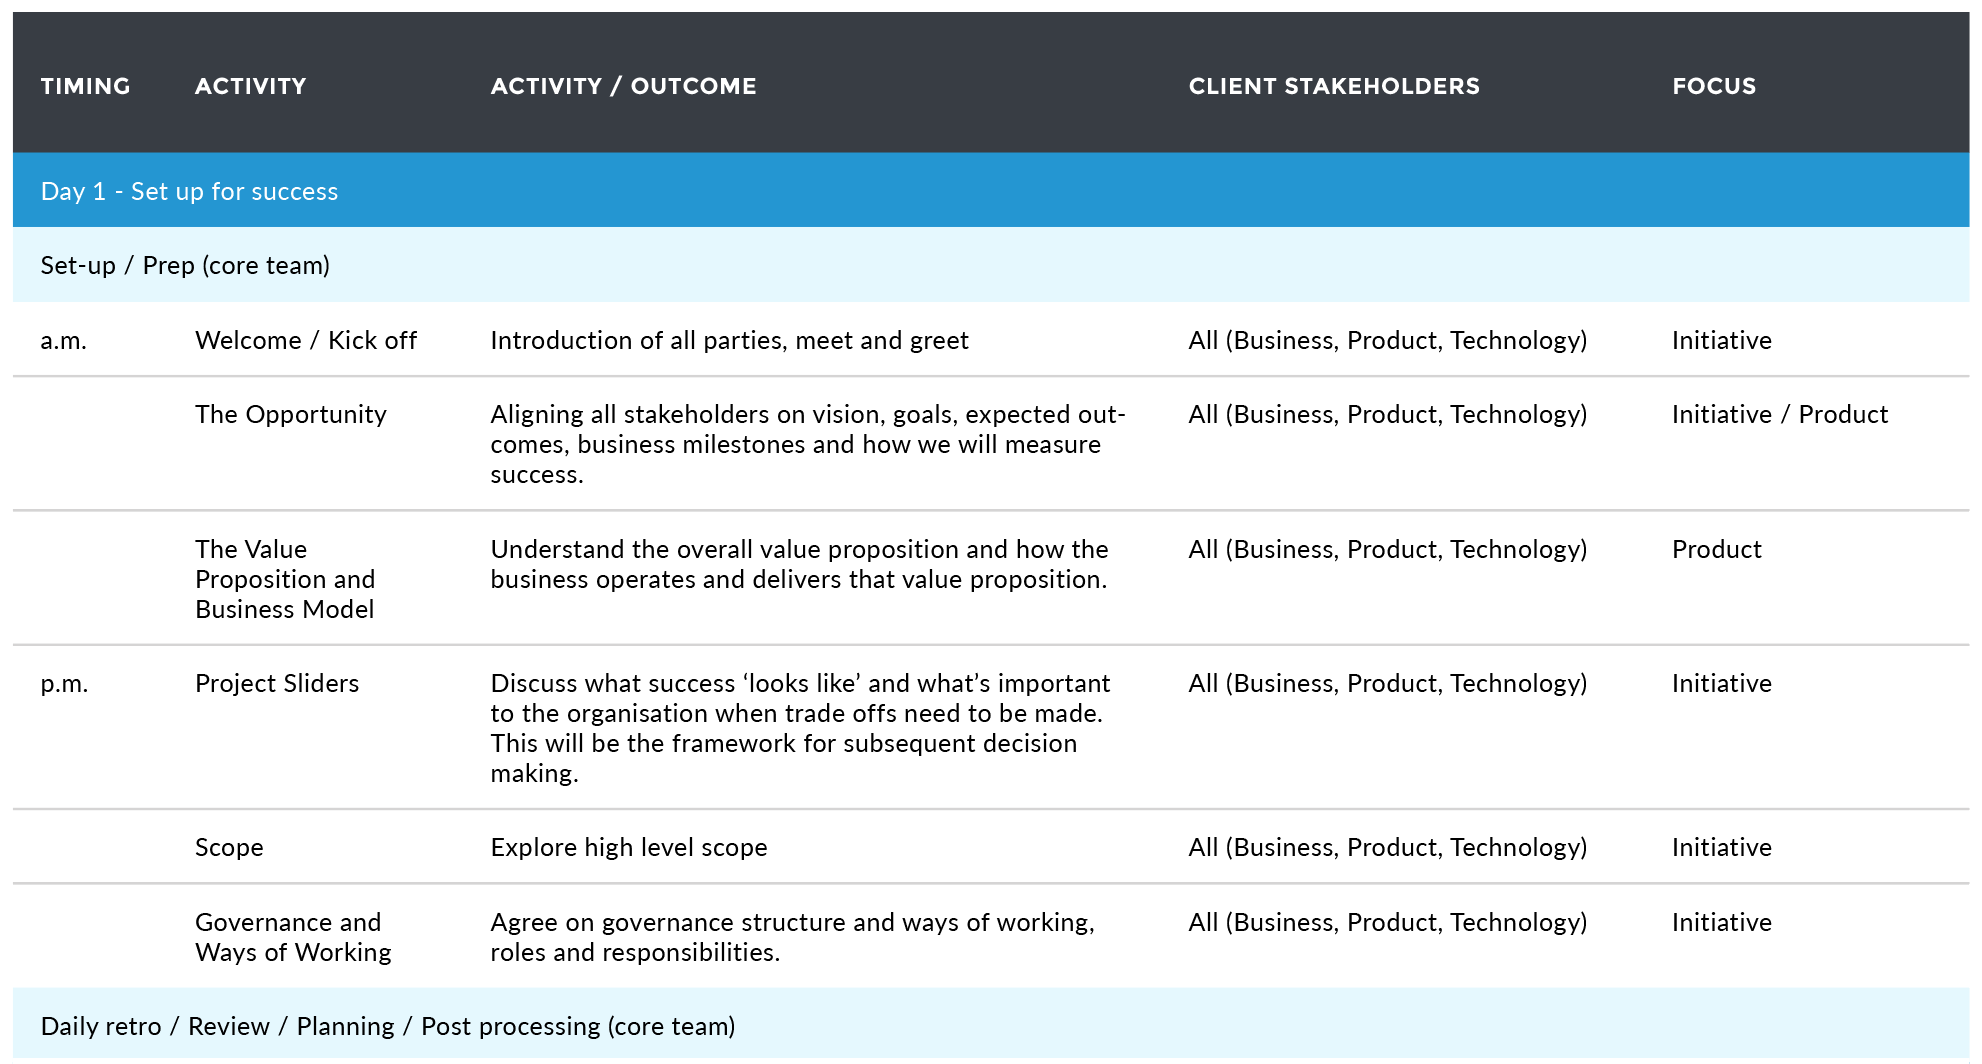 TIMING ACTIVITY ACTIVITY / OUTCOME CLIENT STAKEHOLDERS FOCUS
Day 1 - Set up for success
Set-up / Prep (core team)
a.m. Welcome / Kick off Introduction of all parties, meet and greet All (Business, Product, Technology) Initiative
The Opportunity Aligning all stakeholders on vision, goals, expected out- All (Business, Product, Technology) Initiative / Product
comes, business milestones and how we will measure
success.
The Value Understand the overall value proposition and how the All (Business, Product, Technology) Product
Proposition and business operates and delivers that value proposition.
Business Model
p.m. Project Sliders Discuss what success ‘looks like’ and what’s important All (Business, Product, Technology) Initiative
to the organisation when trade offs need to be made.
This will be the framework for subsequent decision
making.
Scope Explore high level scope All (Business, Product, Technology) Initiative
Governance and Agree on governance structure and ways of working, All (Business, Product, Technology) Initiative
Ways of Working roles and responsibilities.
Daily retro / Review / Planning / Post processing (core team)